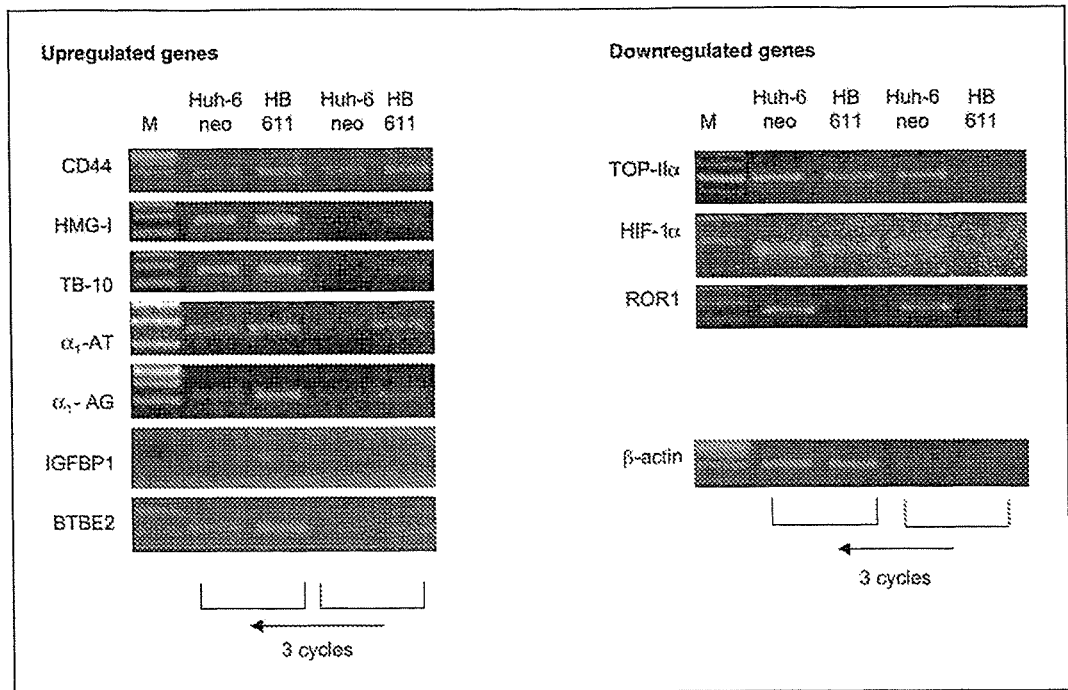 Upregulated genes
Huh-6 HB Huh-6 HB
M neo 611 neo 611
CD44
HMG-I
TB-10
α₁-AT
α₁- AG
IGFBP1
BTBE2
3 cycles
Downregulated genes
Huh-6 HB Huh-6 HB
M neo 611 neo 611
TOP-IIα
HIF-1α
ROR1
β-actin
3 cycles